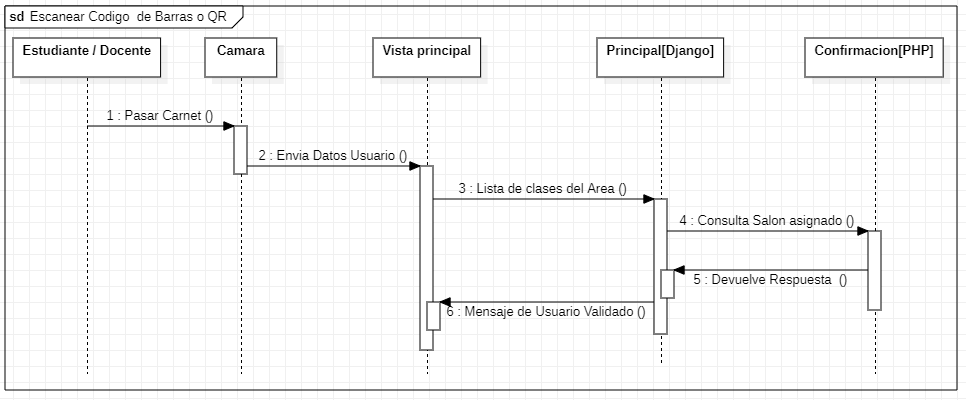 sd Escanear Codigo  de Barras o QR
Estudiante / Docente
Camara
Vista principal
Principal[Django]
Confirmacion[PHP]
1 : Pasar Carnet ()
2 : Envia Datos Usuario ()
3 : Lista de clases del Area ()
4 : Consulta Salon asignado ()
5 : Devuelve Respuesta  ()
6 : Mensaje de Usuario Validado ()